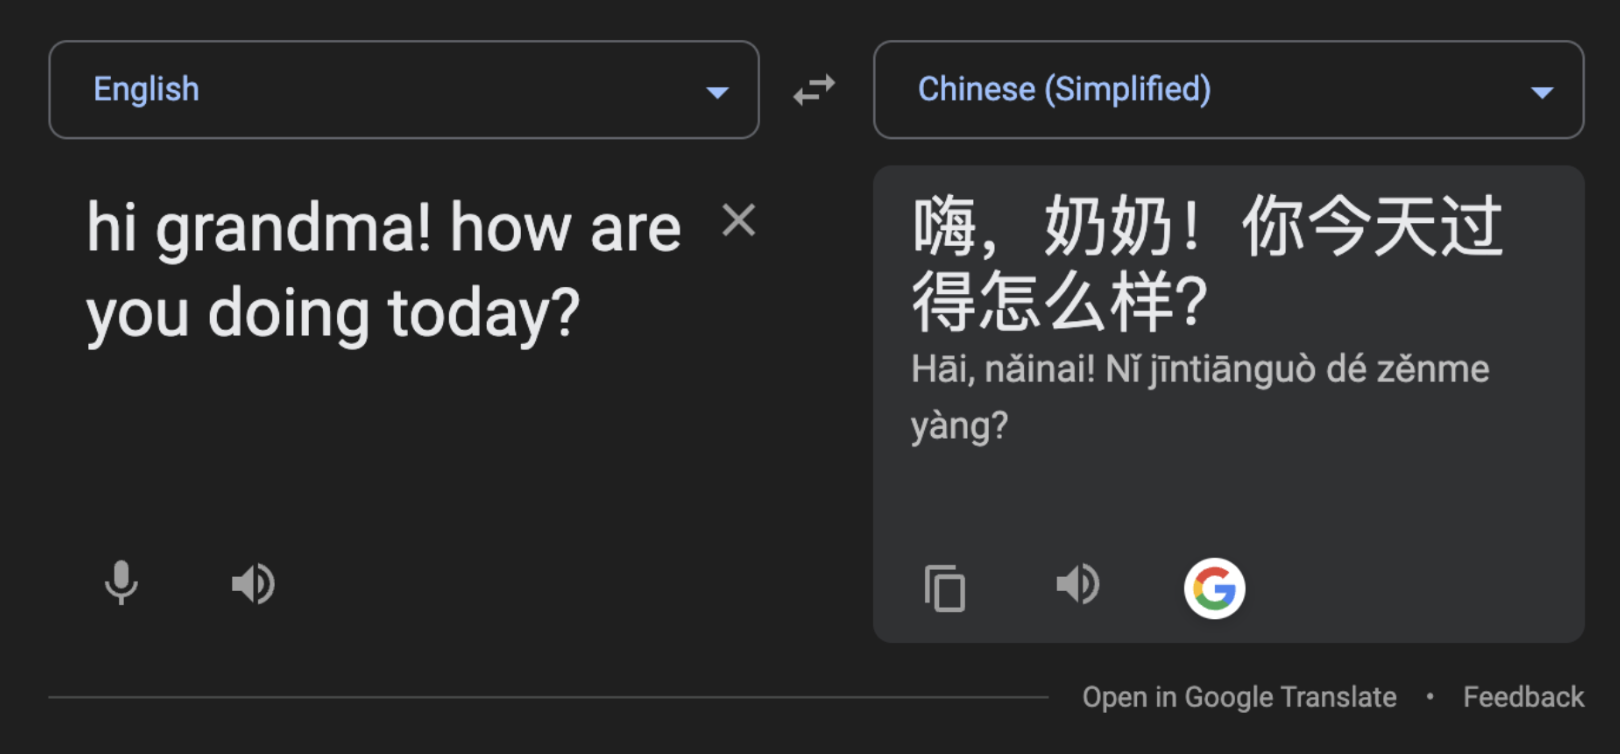 English
Chinese (Simplified)
hi grandma! how are
you doing today?
嗨，奶奶！你今天过
得怎么样？
Hāi, nǎinai! Nǐ jīntiānguò dé zěnme
yàng?
Open in Google Translate • Feedback